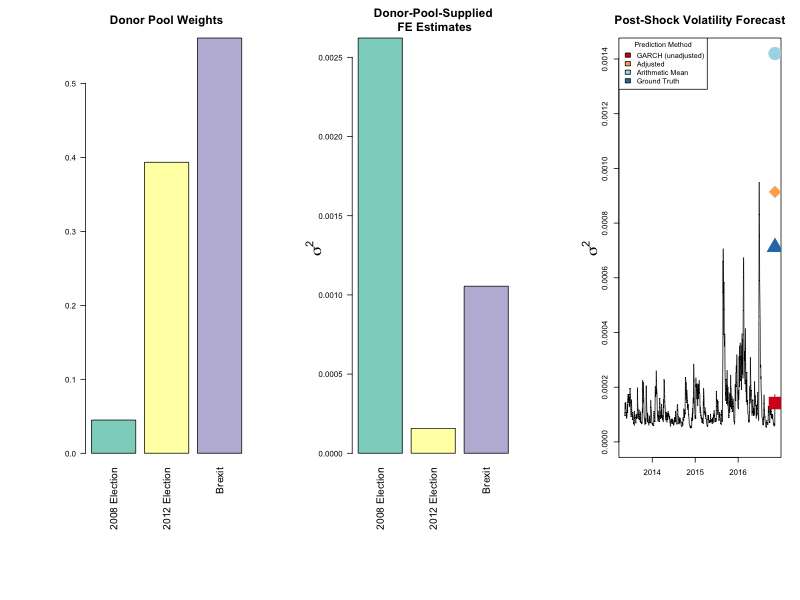 Donor Pool Weights
0.5
0.4
0.3
0.2
0.1
0.0
2008 Election
2012 Election
Brexit
Donor-Pool-Supplied
FE Estimates
σ²
0.0025
0.0020
0.0015
0.0010
0.0005
0.0000
2008 Election
2012 Election
Brexit
Post-Shock Volatility Forecast
σ²
0.0014
0.0012
0.0010
0.0008
0.0006
0.0004
0.0002
0.0000
Prediction Method
GARCH (unadjusted)
Adjusted
Arithmetic Mean
Ground Truth
2014
2015
2016